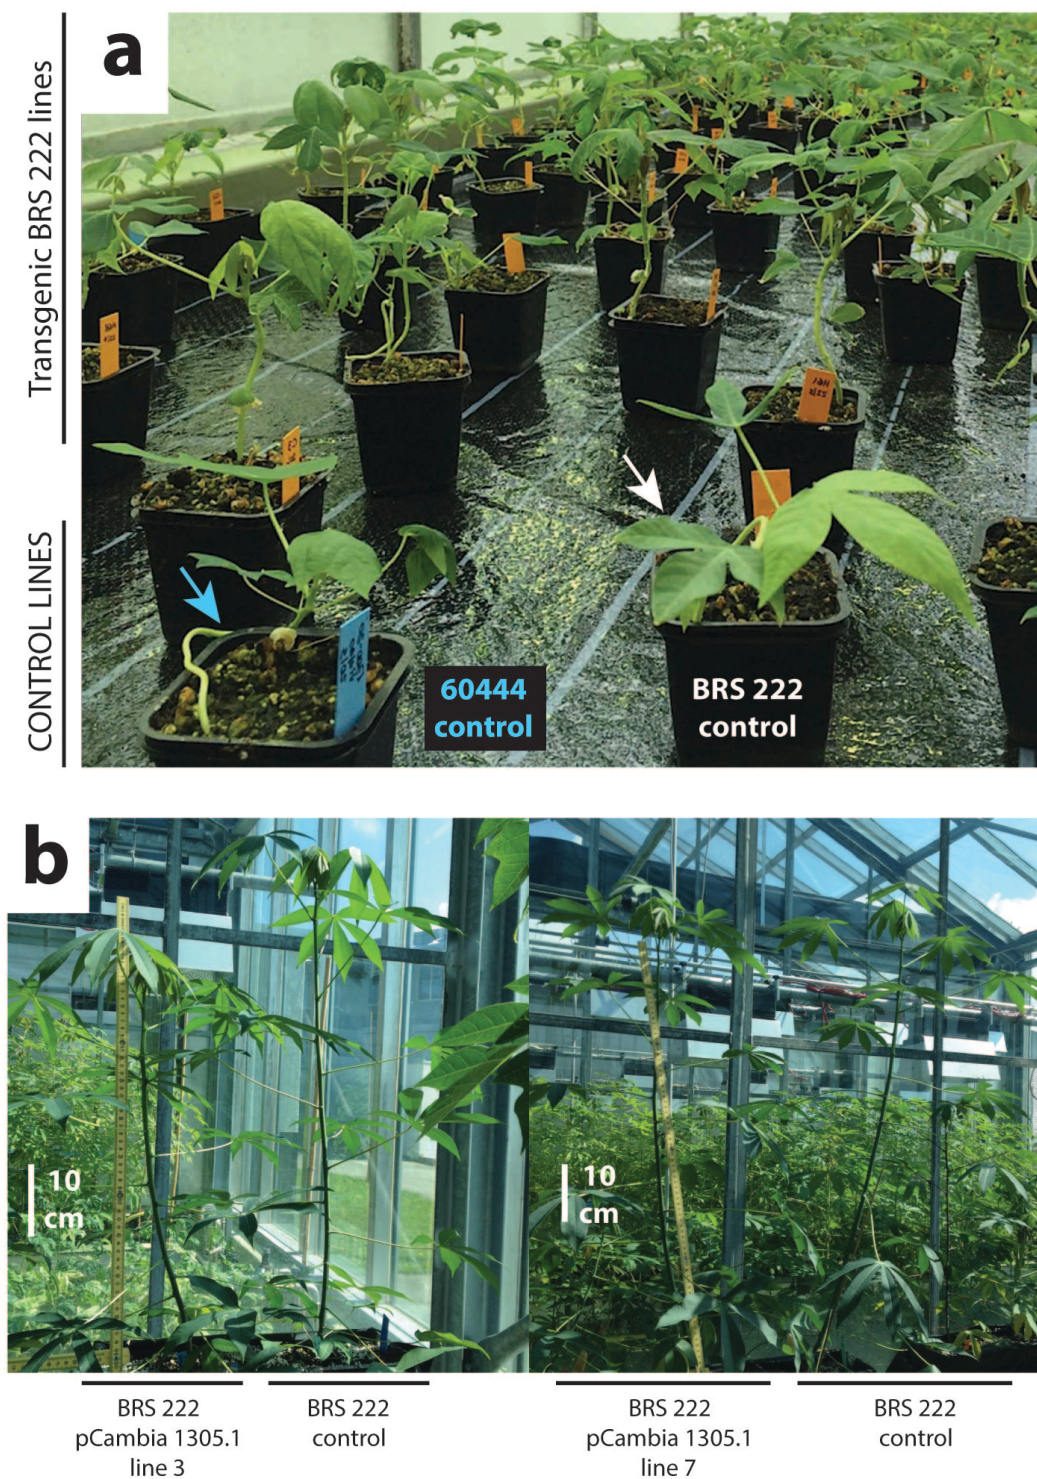 a
Transgenic BRS 222 lines
CONTROL LINES
60444
control
BRS 222
control
b
10
cm
10
cm
BRS 222
pCambia 1305.1
line 3
BRS 222
control
BRS 222
pCambia 1305.1
line 7
BRS 222
control